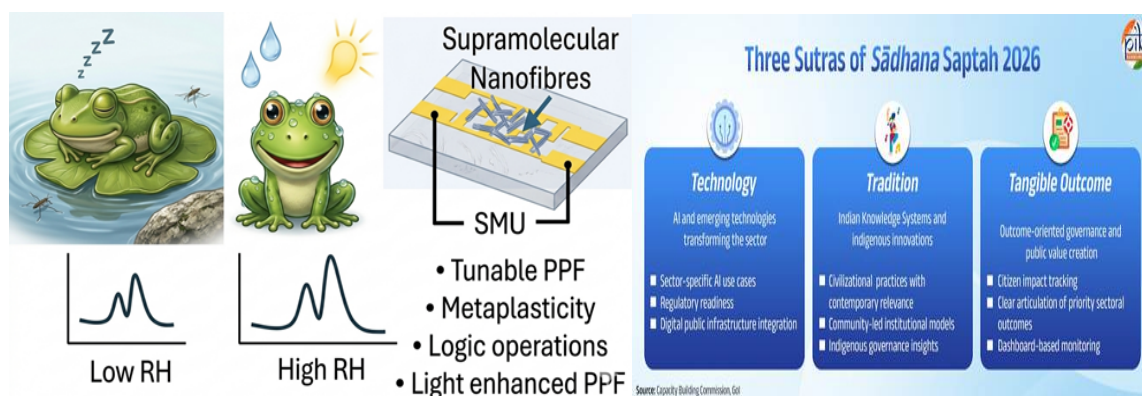 z z z z z
Supramolecular
Nanofibres
SMU
• Tunable PPF
• Metaplasticity
• Logic operations
• Light enhanced PPF
Low RH
High RH
pib
Three Sutras of Sādhana Saptah 2026
Technology
AI and emerging technologies
transforming the sector
Sector-specific AI use cases
Regulatory readiness
Digital public infrastructure integration
Tradition
Indian Knowledge Systems and
indigenous innovations
Civilizational practices with
contemporary relevance
Community-led institutional models
Indigenous governance insights
Tangible Outcome
Outcome-oriented governance and
public value creation
Citizen impact tracking
Clear articulation of priority sectoral
outcomes
Dashboard-based monitoring
Source: Capacity Building Commission, GoI